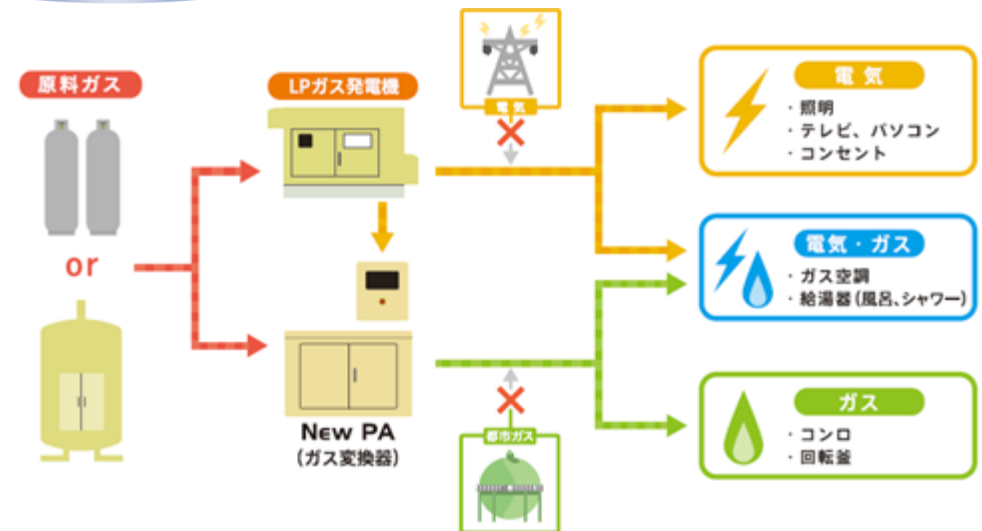 原料ガス
or
LPガス発電機
New PA
(ガス変換器)
電気
都市ガス
電気
・照明
・テレビ、パソコン
・コンセント
電気・ガス
・ガス空調
・給湯器(風呂、シャワー)
ガス
・コンロ
・回転釜